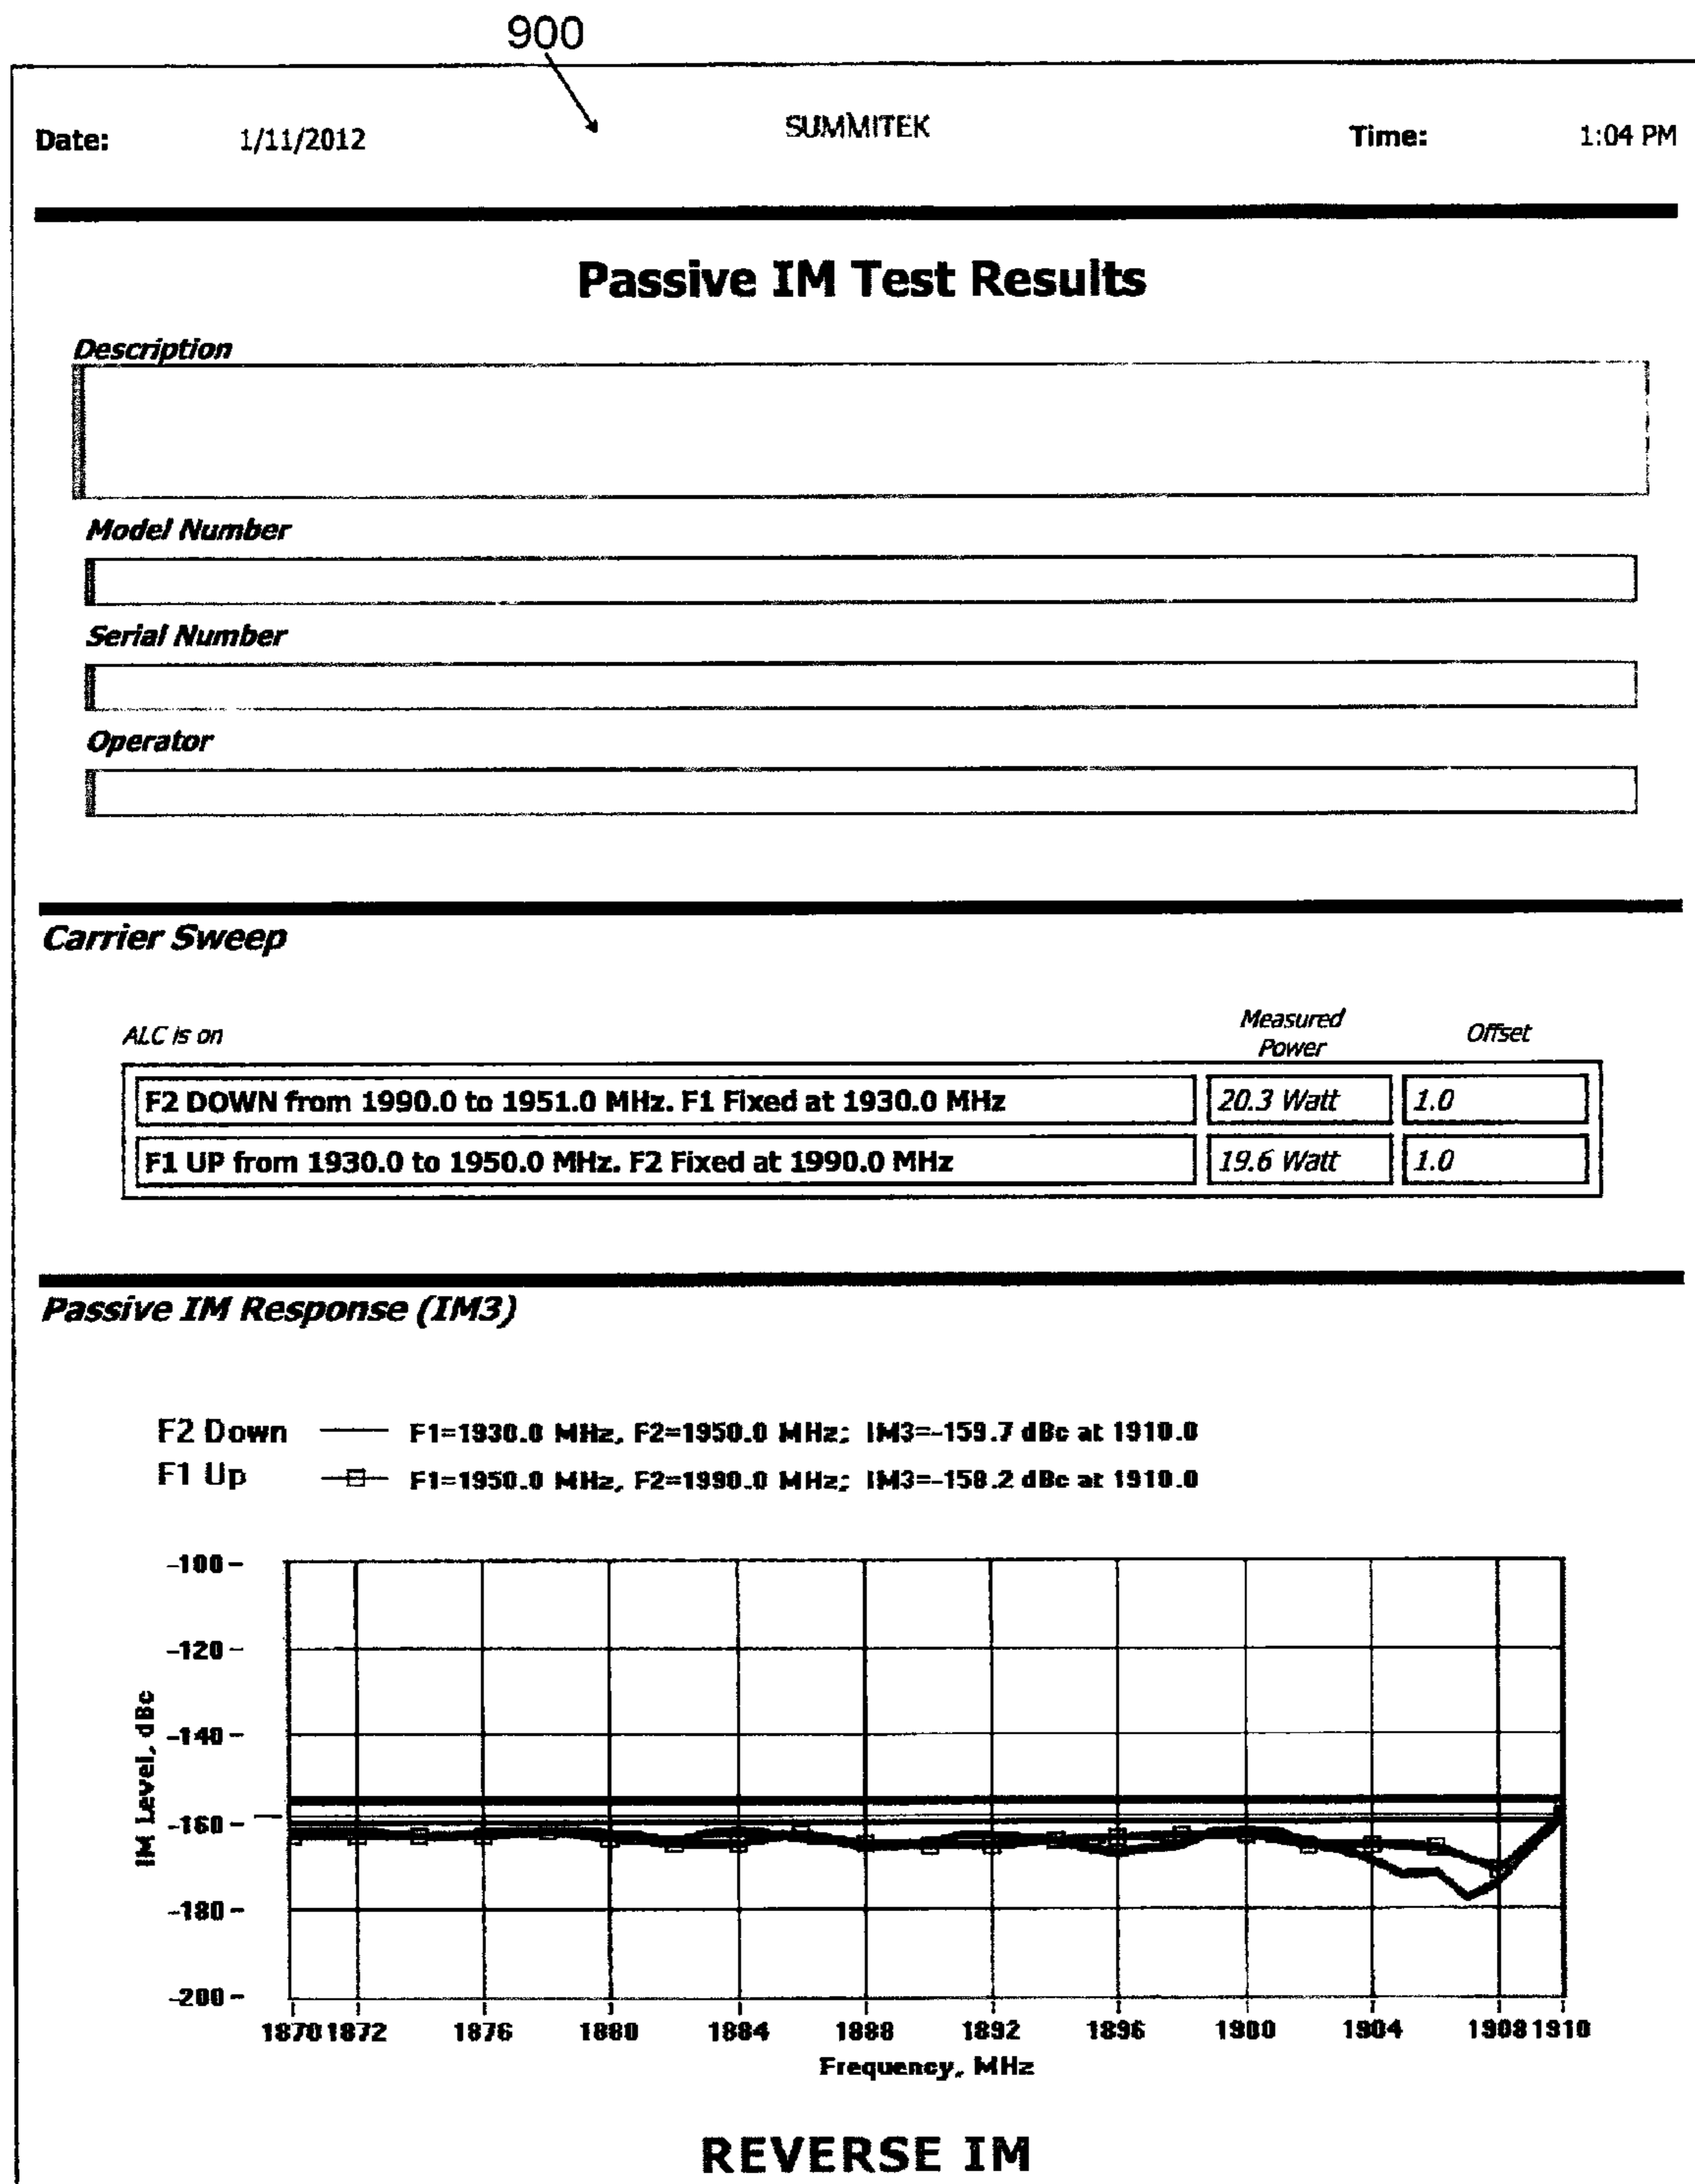 900
Date: 1/11/2012 SUMMITEK Time: 1:04 PM
Passive IM Test Results
Description
Model Number
Serial Number
Operator
Carrier Sweep
ALC is on Measured Power Offset
F2 DOWN from 1990.0 to 1951.0 MHz. F1 Fixed at 1930.0 MHz 20.3 Watt 1.0
F1 UP from 1930.0 to 1950.0 MHz. F2 Fixed at 1990.0 MHz 19.6 Watt 1.0
Passive IM Response (IM3)
F2 Down F1=1930.0 MHz, F2=1950.0 MHz; IM3=-159.7 dBc at 1910.0
F1 Up F1=1950.0 MHz, F2=1990.0 MHz; IM3=-158.2 dBc at 1910.0
IM Level, dBc
-100
-120
-140
-160
-180
-200
1870 1872 1876 1880 1884 1888 1892 1896 1900 1904 1908 1910
Frequency, MHz
REVERSE IM